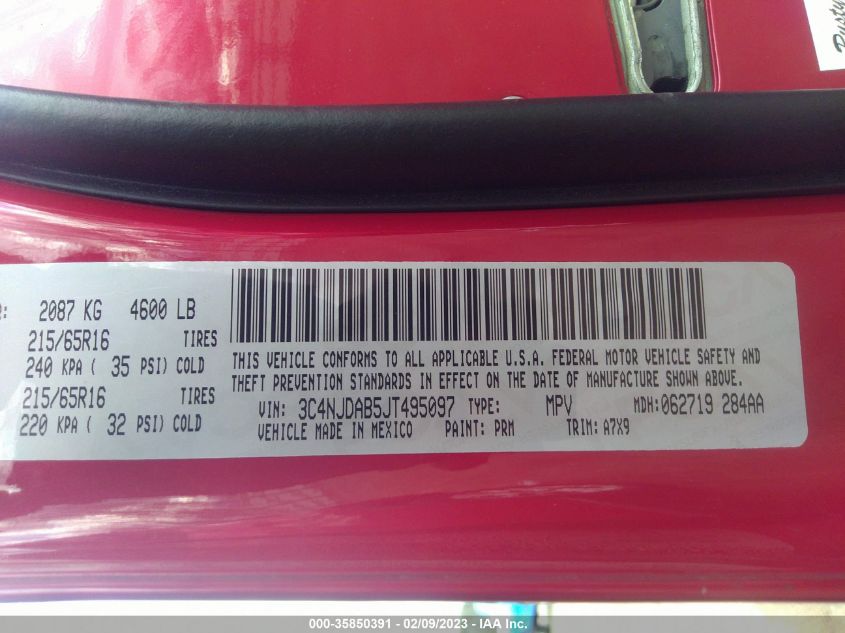 Rusty
2087 KG 4600 LB
215/65R16 TIRES
240 KPA ( 35 PSI) COLD
215/65R16 TIRES
220 KPA ( 32 PSI) COLD
THIS VEHICLE CONFORMS TO ALL APPLICABLE U.S.A. FEDERAL MOTOR VEHICLE SAFETY AND
THEFT PREVENTION STANDARDS IN EFFECT ON THE DATE OF MANUFACTURE SHOWN ABOVE.
VIN: 3C4NJDAB5JT495097 TYPE: MPV MDH:062719 284AA
VEHICLE MADE IN MEXICO PAINT: PRM TRIM: A7X9
000-35850391 - 02/09/2023 - IAA Inc.